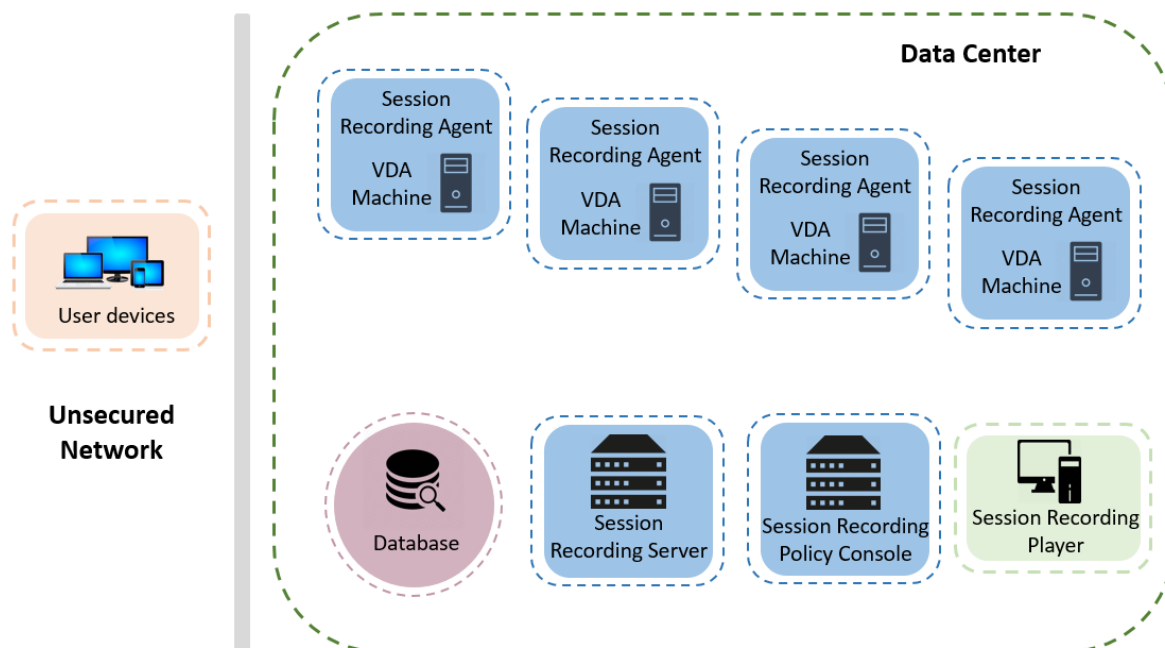 Data Center
Session
Recording Agent
VDA
Machine
Session
Recording Agent
VDA
Machine
Session
Recording Agent
VDA
Machine
Session
Recording Agent
VDA
Machine
User devices
Unsecured
Network
Database
Session
Recording Server
Session Recording
Policy Console
Session Recording
Player